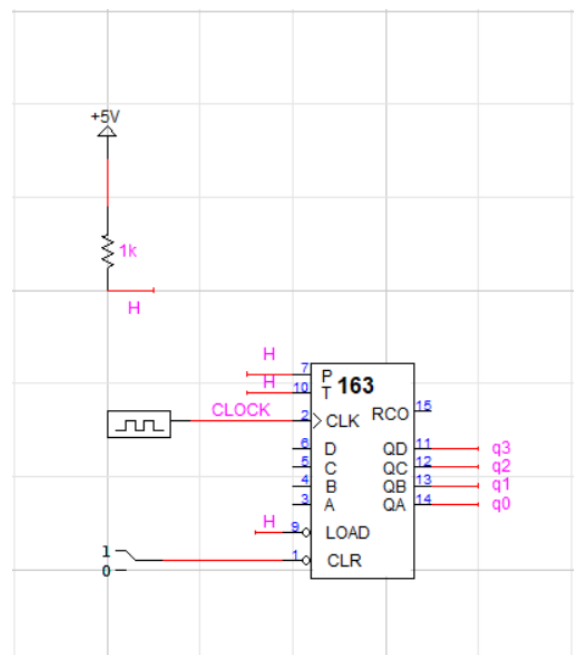 +5V
1k
H
H
7
P
163
H
10
T
RCO
15
CLOCK
2
CLK
6
D
QD
11
q3
5
C
QC
12
q2
4
B
QB
13
q1
3
A
QA
14
q0
H
9
LOAD
1
0
1
CLR